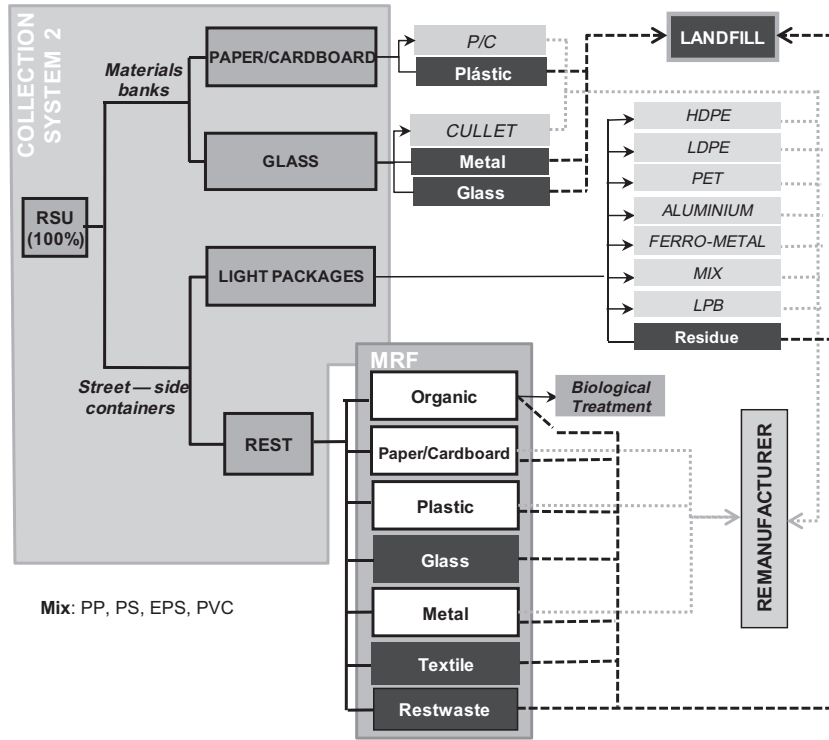 COLLECTION
SYSTEM 2
Materials
banks
PAPER/CARDBOARD
P/C
Plástic
LANDFILL
GLASS
CULLET
Metal
Glass
HDPE
LDPE
PET
ALUMINIUM
FERRO-METAL
MIX
LPB
Residue
RSU
(100%)
LIGHT PACKAGES
Street — side
containers
REST
MRF
Organic
Biological
Treatment
Paper/Cardboard
Plastic
Glass
Metal
Textile
Restwaste
REMANUFACTURER
Mix: PP, PS, EPS, PVC